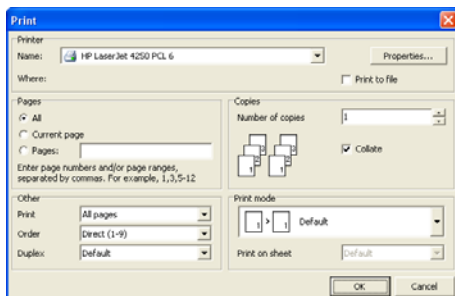 Print
Printer
Name: HP LaserJet 4250 PCL 6 Properties...
Where: Print to file
Pages
All
Current page
Pages:
Enter page numbers and/or page ranges,
separated by commas. For example, 1,3,5-12
Copies
Number of copies 1
Collate
Other
Print All pages
Order Direct (1-9)
Duplex Default
Print mode
1 > 1 Default
Print on sheet Default
OK Cancel